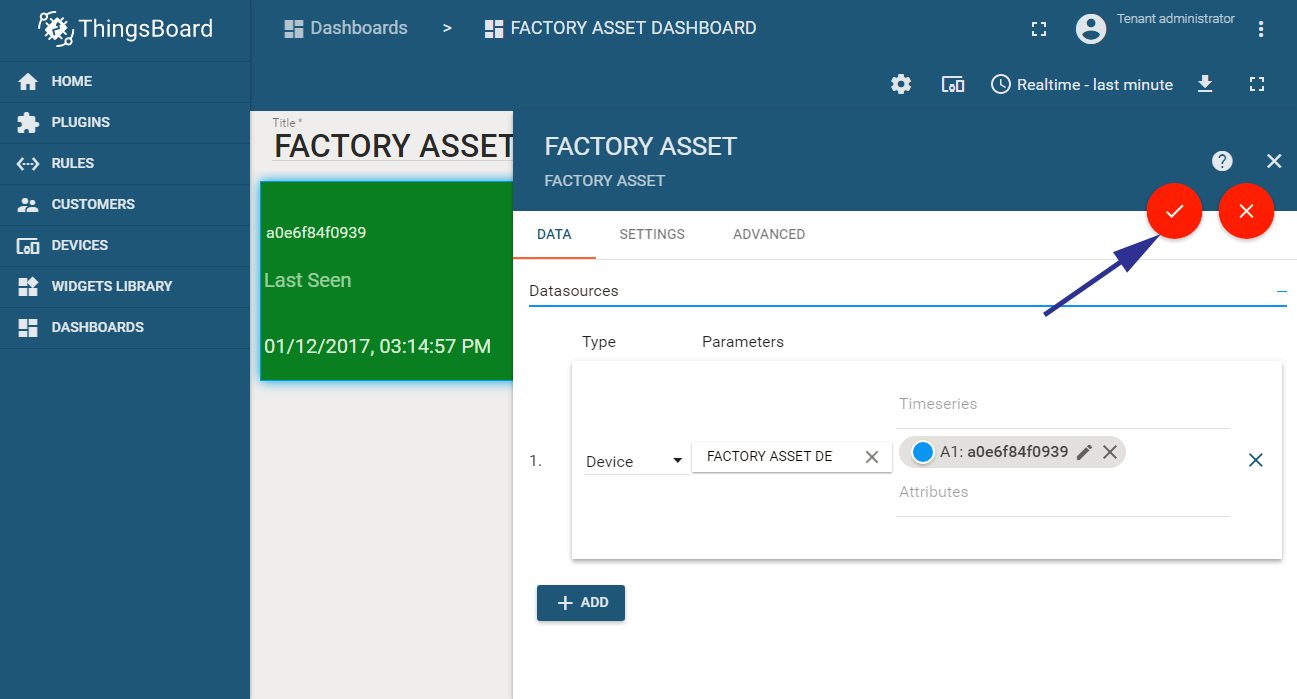 ThingsBoard
Dashboards > FACTORY ASSET DASHBOARD
Tenant administrator
HOME
PLUGINS
RULES
CUSTOMERS
DEVICES
WIDGETS LIBRARY
DASHBOARDS
Realtime - last minute
Title *
FACTORY ASSET
a0e6f84f0939
Last Seen
01/12/2017, 03:14:57 PM
FACTORY ASSET
FACTORY ASSET
DATA SETTINGS ADVANCED
Datasources
Type Parameters
Timeseries
1. Device FACTORY ASSET DE A1: a0e6f84f0939
Attributes
ADD